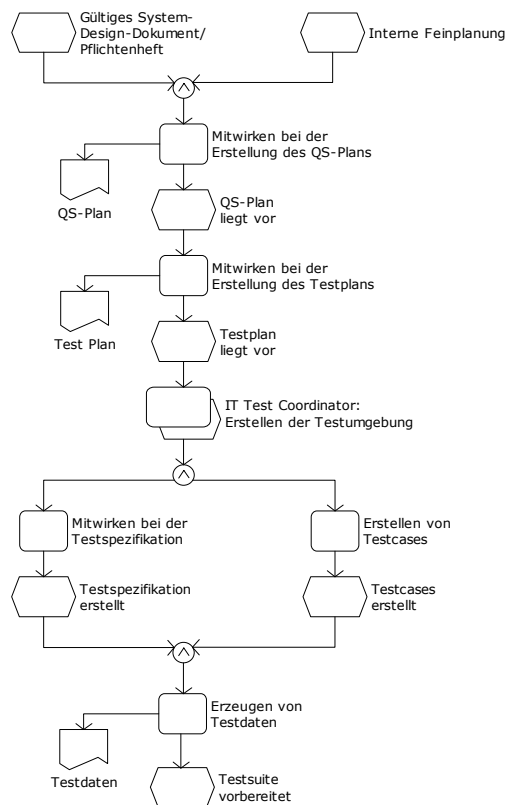 Gültiges System-
Design-Dokument/
Pflichtenheft
Interne Feinplanung
Mitwirken bei der
Erstellung des QS-Plans
QS-Plan
QS-Plan
liegt vor
Mitwirken bei der
Erstellung des Testplans
Test Plan
Testplan
liegt vor
IT Test Coordinator:
Erstellen der Testumgebung
Mitwirken bei der
Testspezifikation
Erstellen von
Testcases
Testspezifikation
erstellt
Testcases
erstellt
Erzeugen von
Testdaten
Testdaten
Testsuite
vorbereitet